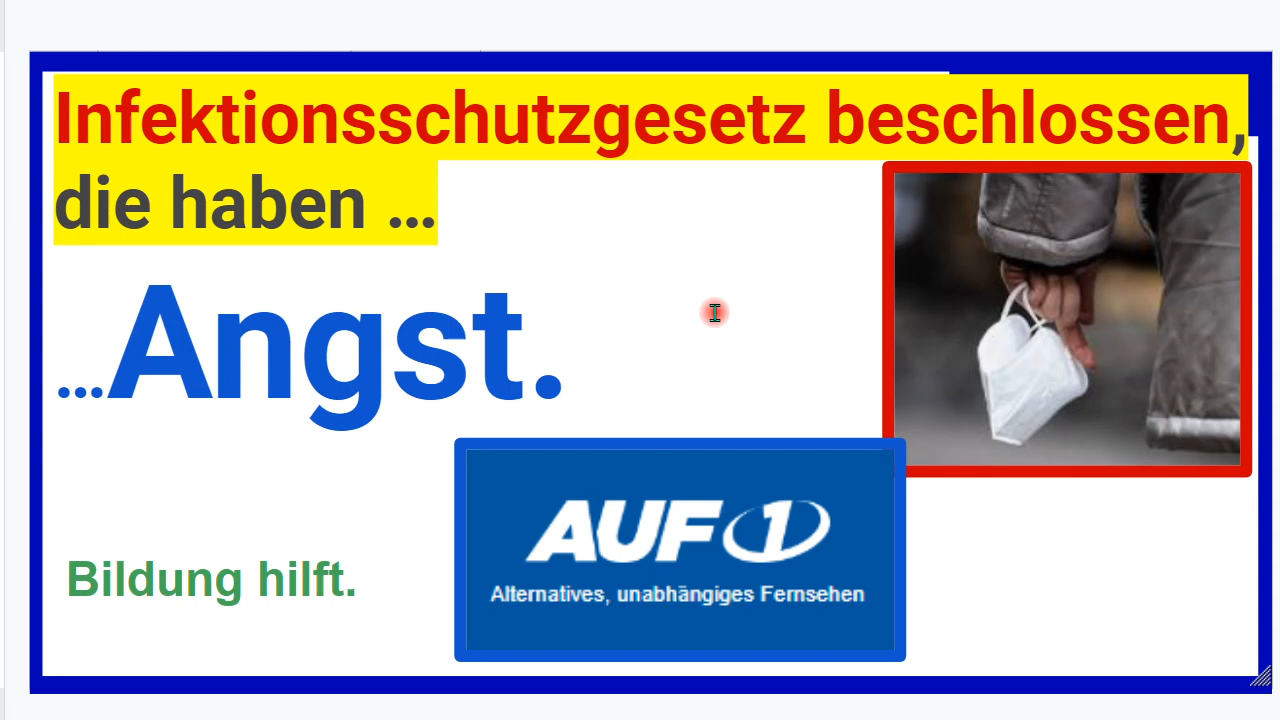 Infektionsschutzgesetz beschlossen,
die haben ...
...Angst.
AUF1
Alternatives, unabhängiges Fernsehen
Bildung hilft.